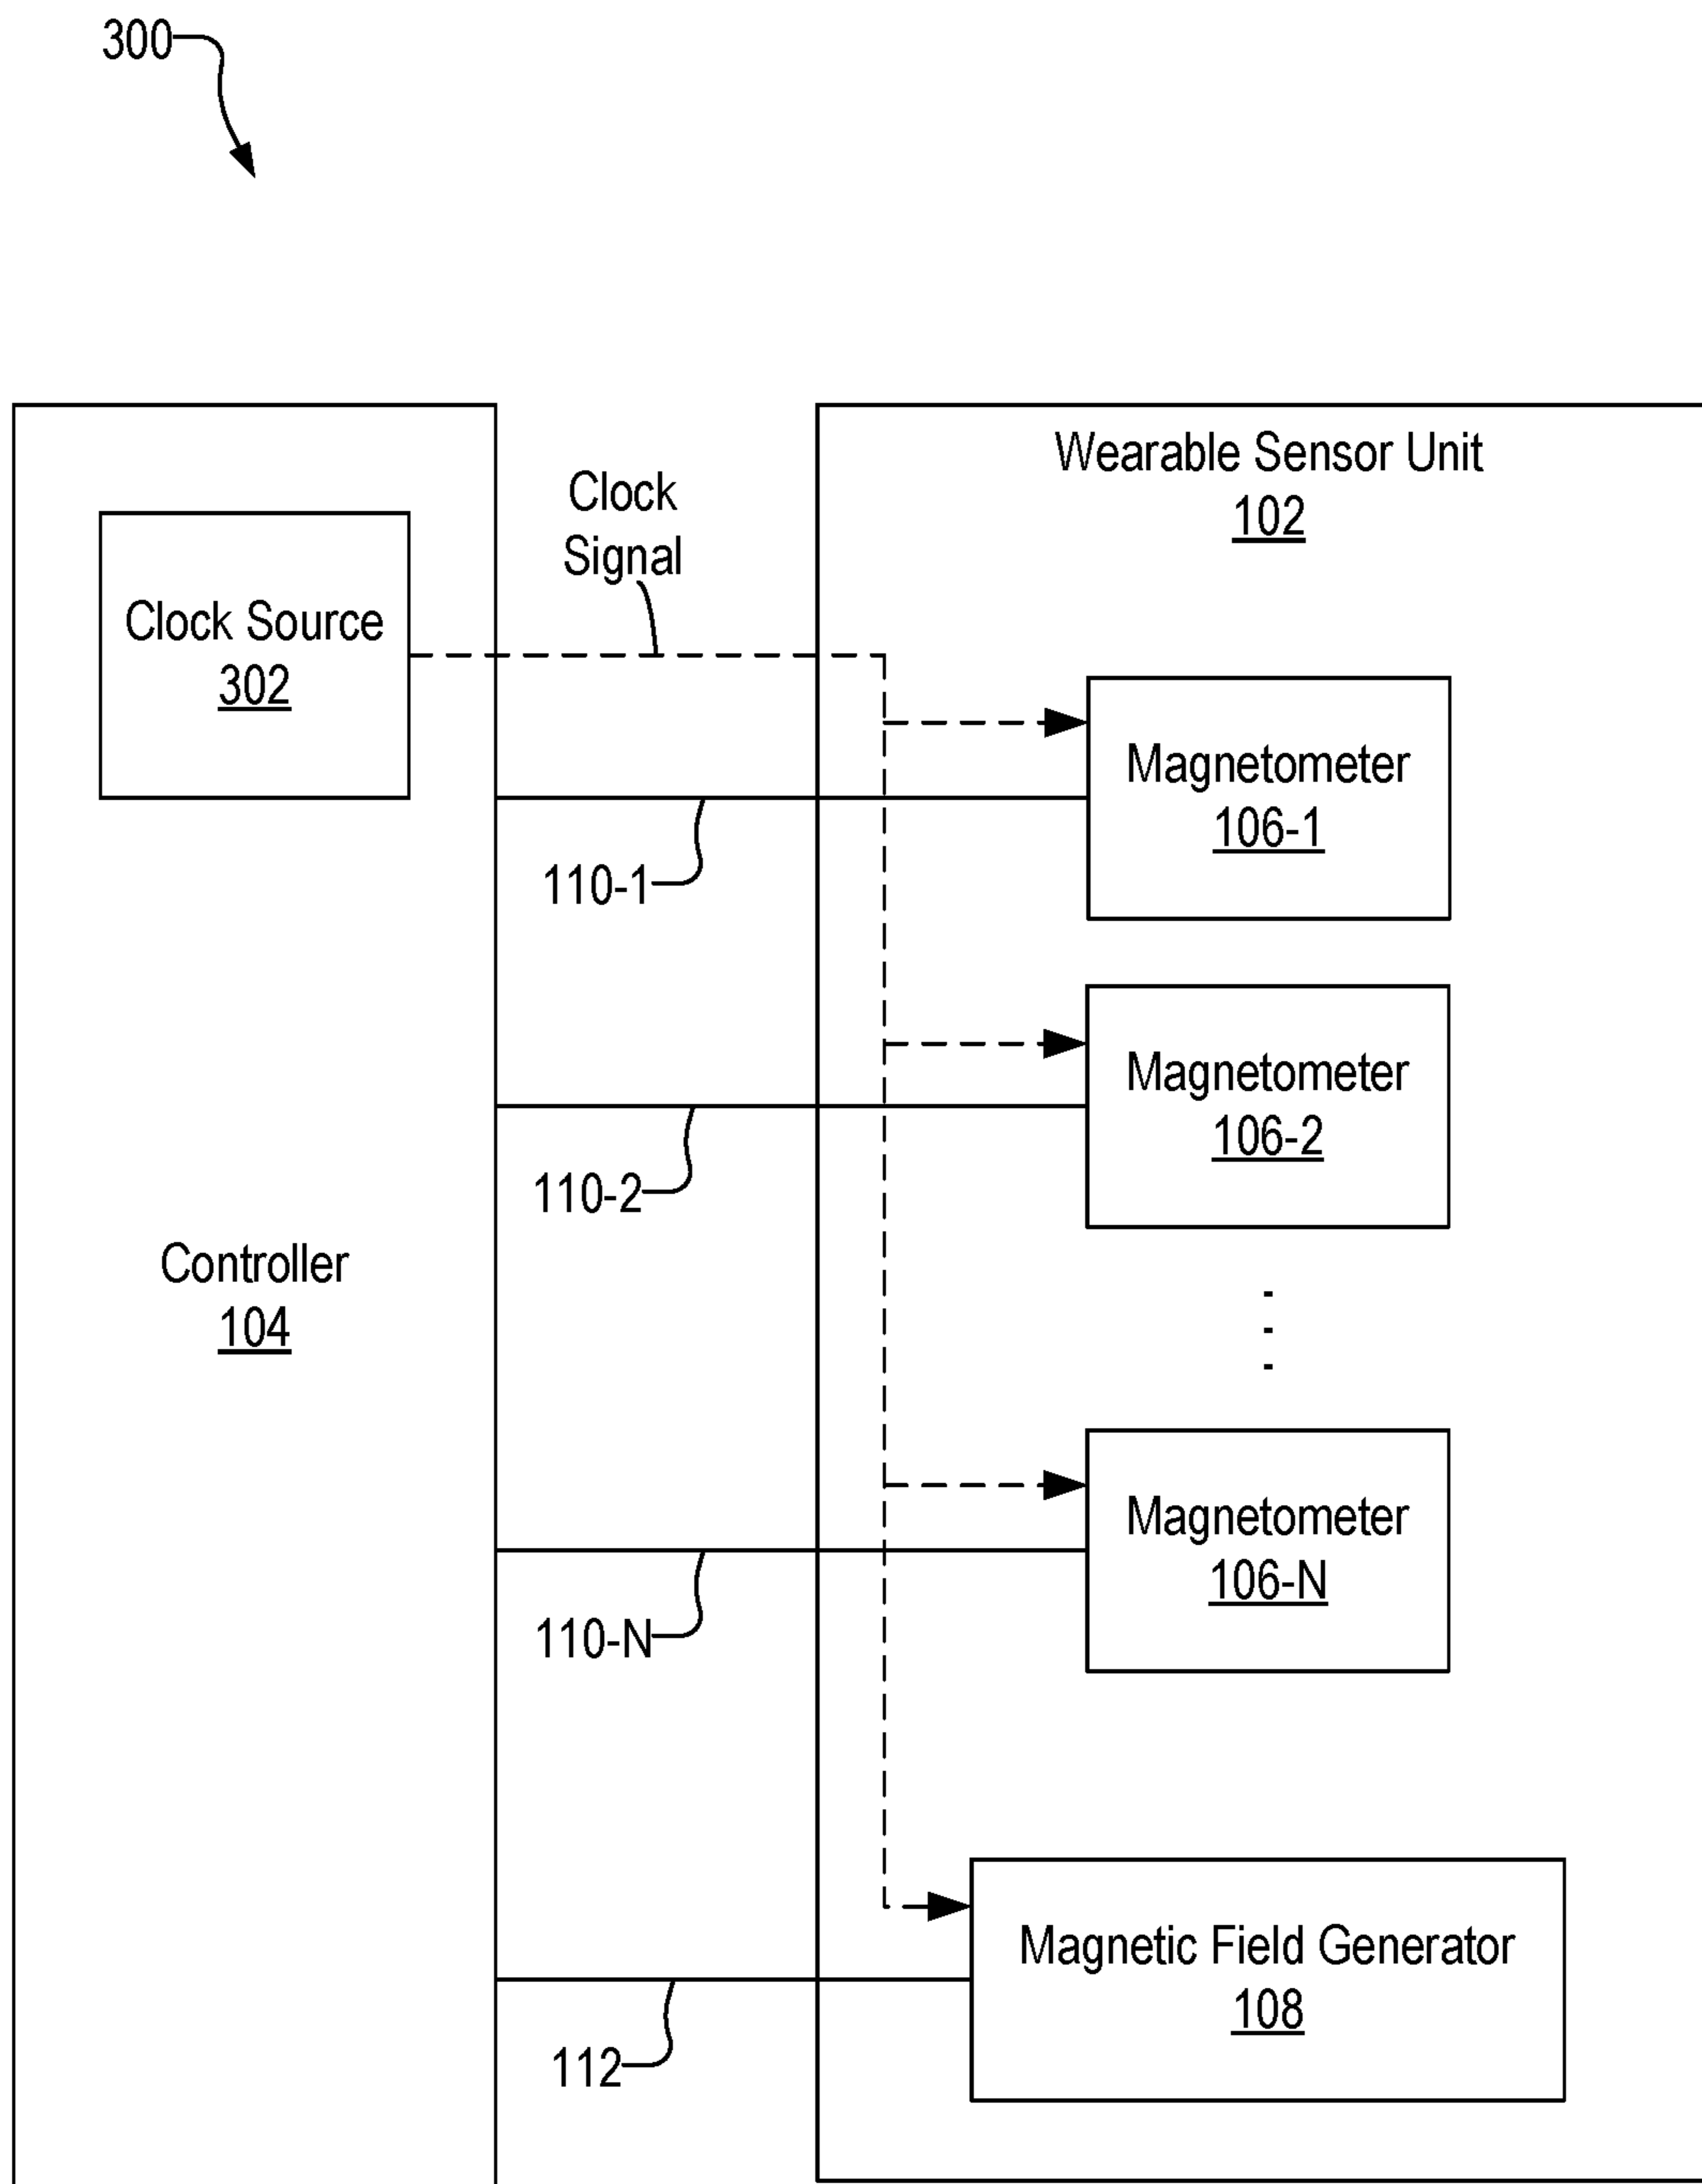 300
Wearable Sensor Unit
102
Clock
Signal
Clock Source
302
Magnetometer
106-1
110-1
Magnetometer
106-2
110-2
Controller
104
Magnetometer
106-N
110-N
Magnetic Field Generator
108
112